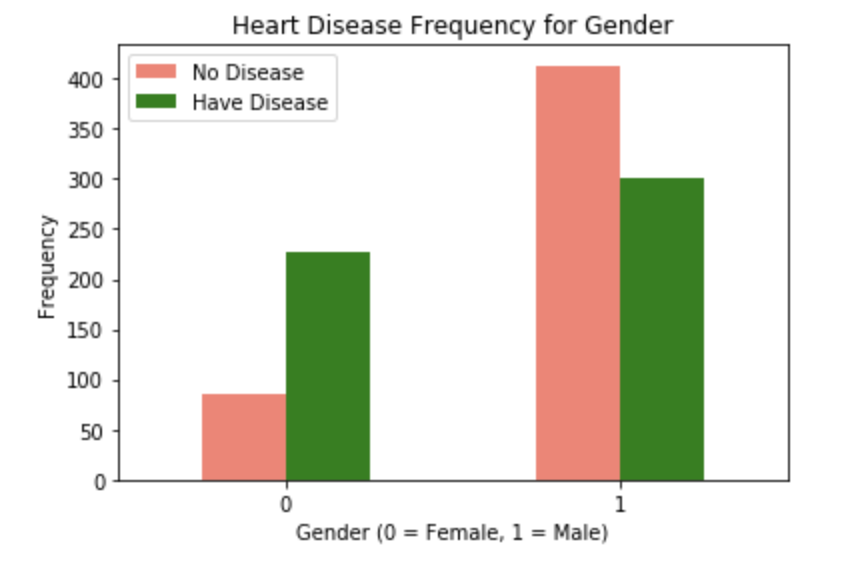 Heart Disease Frequency for Gender
No Disease
Have Disease
400
350
300
250
200
150
100
50
0
Frequency
0
1
Gender (0 = Female, 1 = Male)